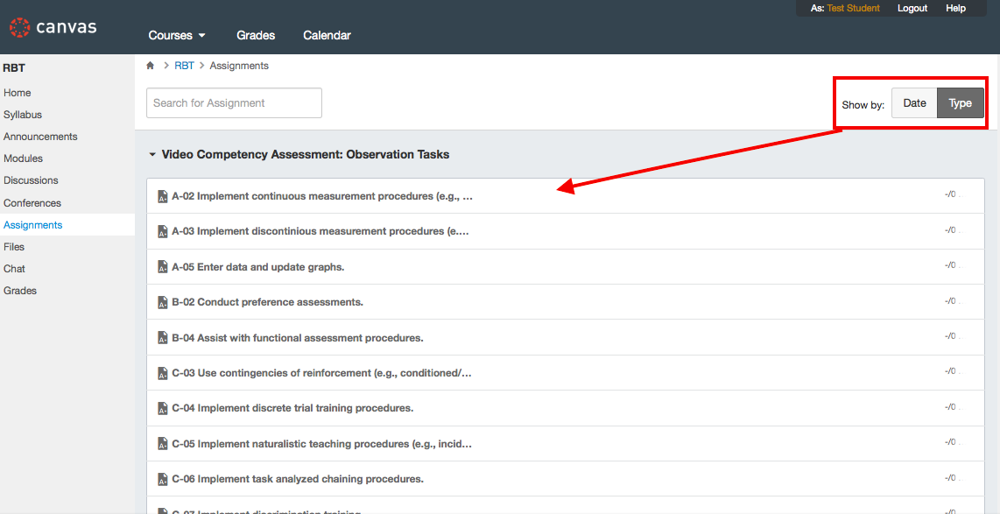 As: Test Student Logout Help
canvas
Courses Grades Calendar
RBT
Home
Syllabus
Announcements
Modules
Discussions
Conferences
Assignments
Files
Chat
Grades
RBT Assignments
Search for Assignment
Show by: Date Type
Video Competency Assessment: Observation Tasks
A-02 Implement continuous measurement procedures (e.g., ...
-/0
A-03 Implement discontinious measurement procedures (e....
-/0
A-05 Enter data and update graphs.
-/0
B-02 Conduct preference assessments.
-/0
B-04 Assist with functional assessment procedures.
-/0
C-03 Use contingencies of reinforcement (e.g., conditioned/...
-/0
C-04 Implement discrete trial training procedures.
-/0
C-05 Implement naturalistic teaching procedures (e.g., incid...
-/0
C-06 Implement task analyzed chaining procedures.
-/0
C-07 Implement discrimination training.
-/0